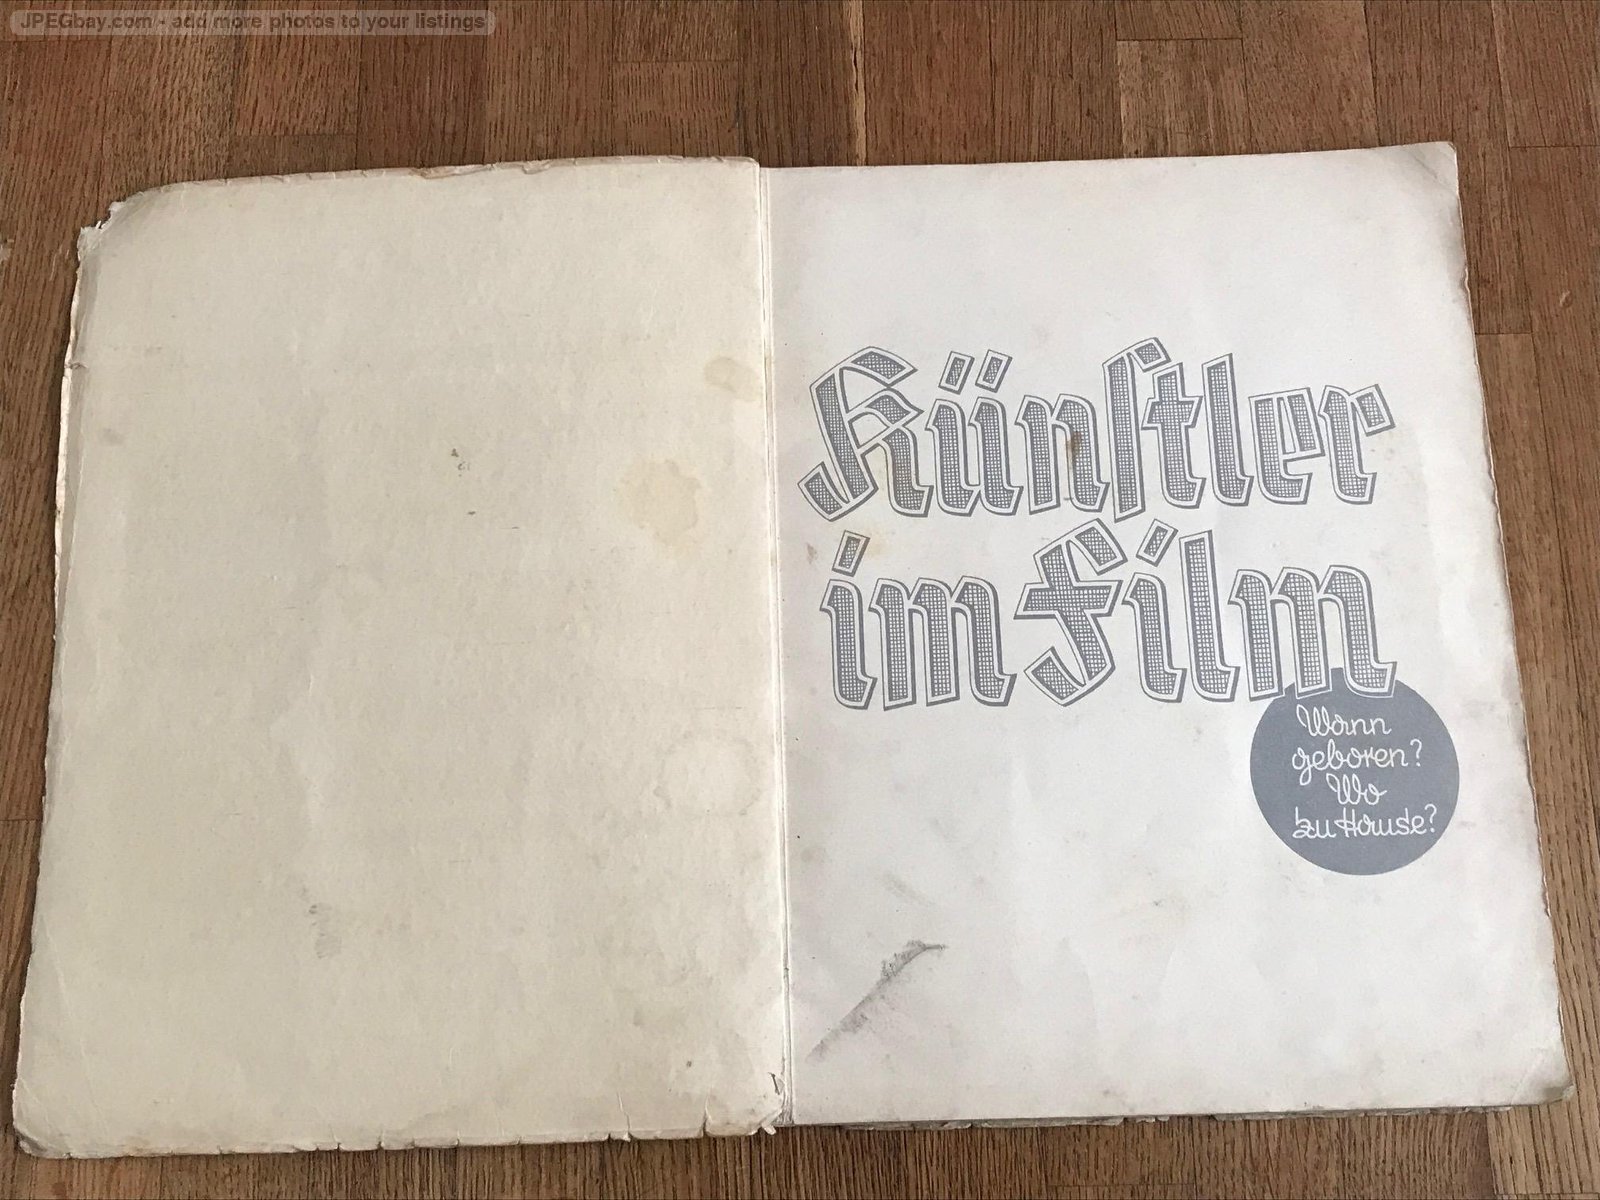 JPEGbay.com - add more photos to your listings
Künstler
im Film
Wann
geboren?
Wo
zu Hause?